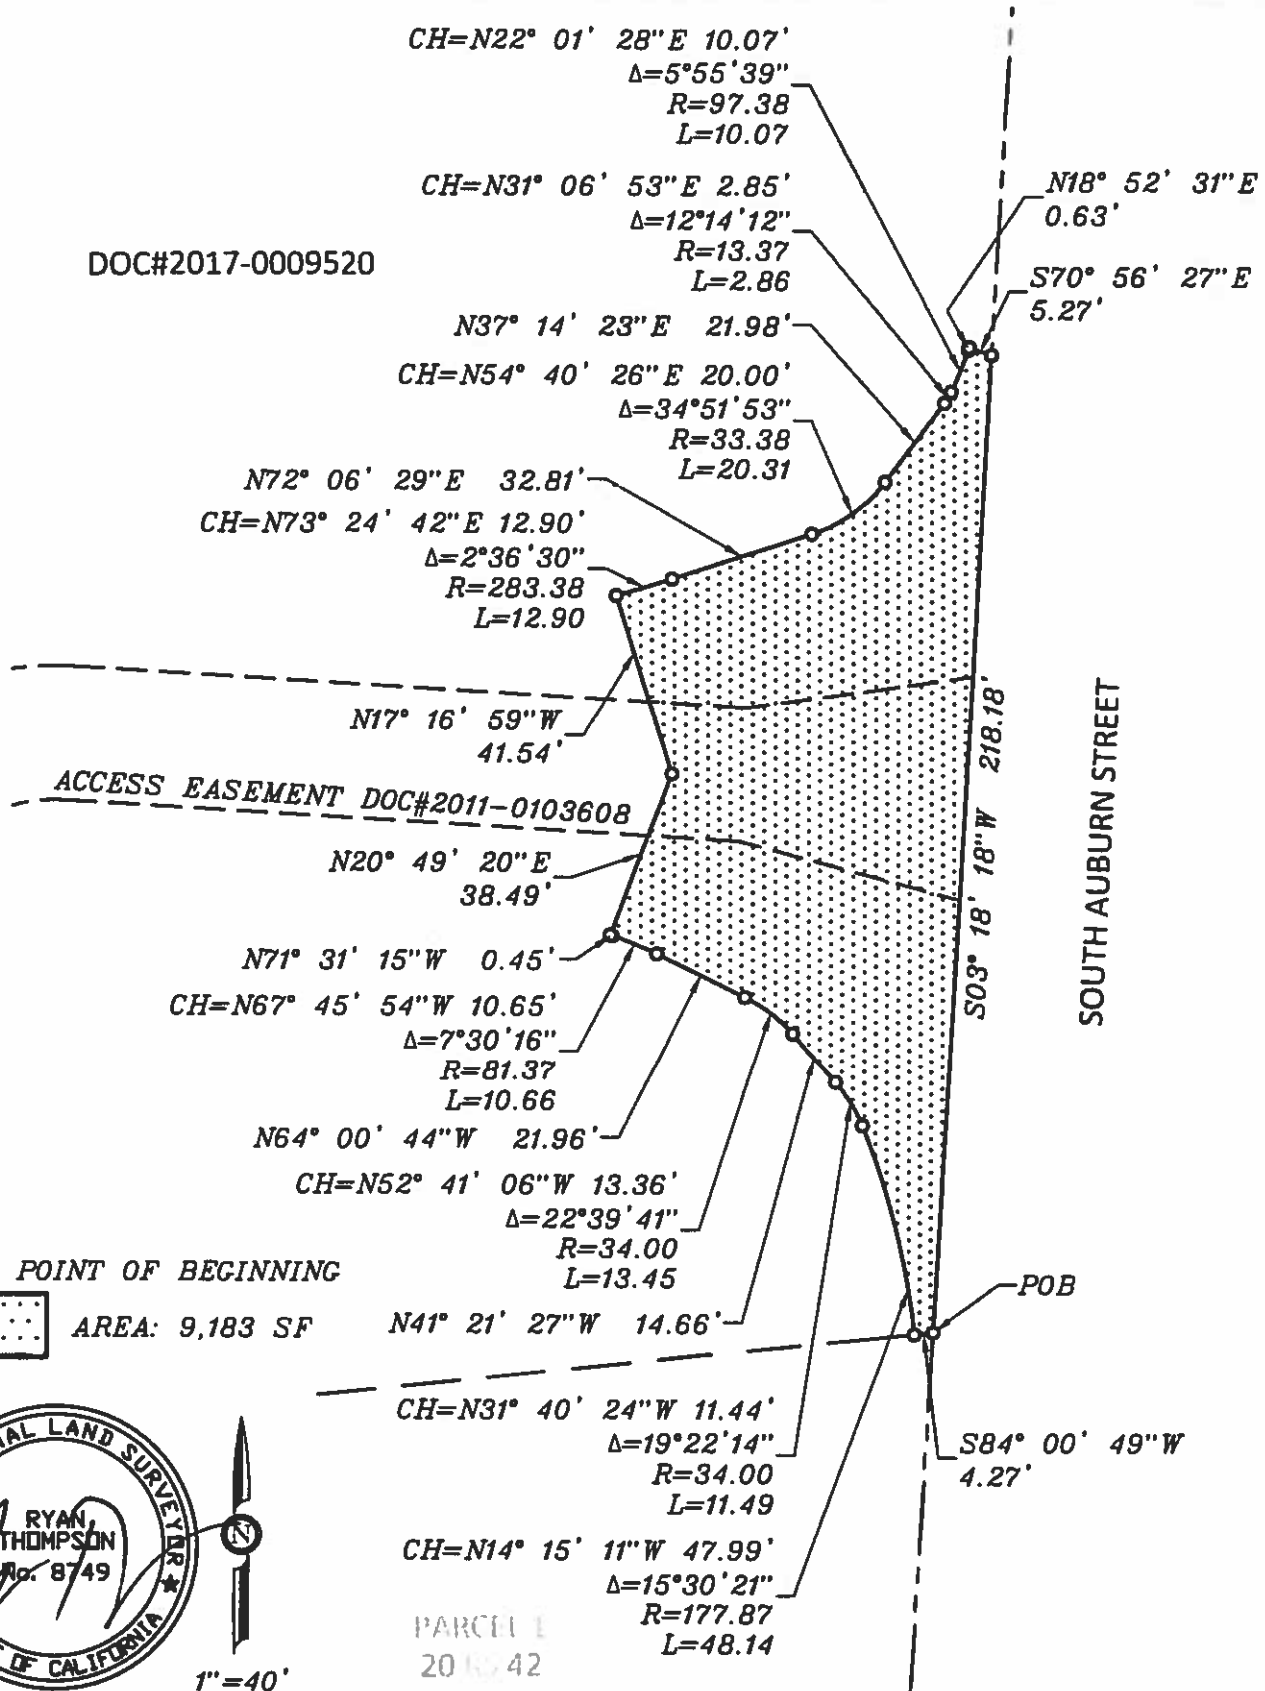 CH=N22° 01' 28"E 10.07'
Δ=5°55'39"
R=97.38
L=10.07
CH=N31° 06' 53"E 2.85'
Δ=12°14'12"
R=13.37
L=2.86
N18° 52' 31"E
0.63'
DOC#2017-0009520
S70° 56' 27"E
5.27'
N37° 14' 23"E 21.98'
CH=N54° 40' 26"E 20.00'
Δ=34°51'53"
R=33.38
L=20.31
N72° 06' 29"E 32.81'
CH=N73° 24' 42"E 12.90'
Δ=2°36'30"
R=283.38
L=12.90
N17° 16' 59"W
41.54'
ACCESS EASEMENT DOC#2011-0103608
N20° 49' 20"E
38.49'
S03° 18' 18"W 218.18'
SOUTH AUBURN STREET
N71° 31' 15"W 0.45'
CH=N67° 45' 54"W 10.65'
Δ=7°30'16"
R=81.37
L=10.66
N64° 00' 44"W 21.96'
CH=N52° 41' 06"W 13.36'
Δ=22°39'41"
R=34.00
L=13.45
POINT OF BEGINNING
AREA: 9,183 SF
N41° 21' 27"W 14.66'
POB
CH=N31° 40' 24"W 11.44'
Δ=19°22'14"
R=34.00
L=11.49
S84° 00' 49"W
4.27'
CH=N14° 15' 11"W 47.99'
Δ=15°30'21"
R=177.87
L=48.14
NAL LAND SURVEYOR
RYAN
THOMPSON
No. 8749
OF CALIFORNIA
N
1"=40'
PARCEL 1
20 42